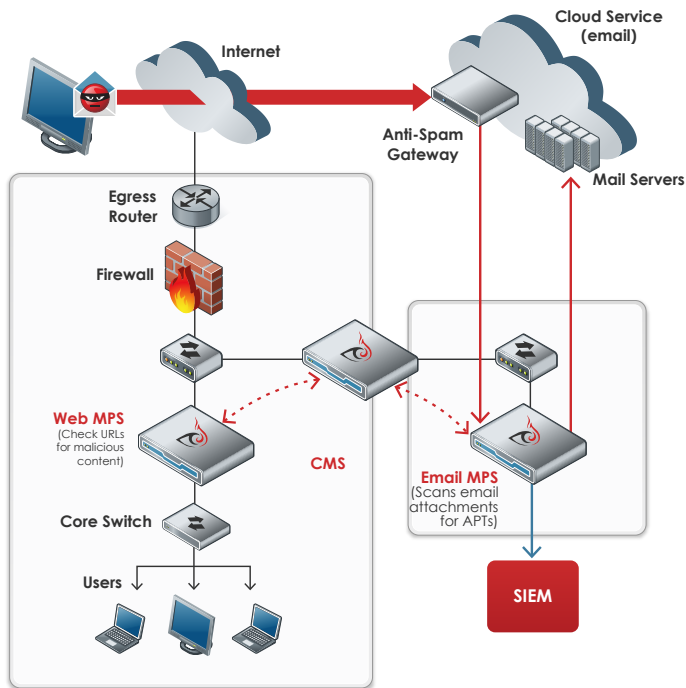 Cloud Service
(email)
Internet
Anti-Spam
Gateway
Mail Servers
Egress
Router
Firewall
Web MPS
(Check URLs
for malicious
content)
CMS
Email MPS
(Scans email
attachments
for APTs)
Core Switch
Users
SIEM